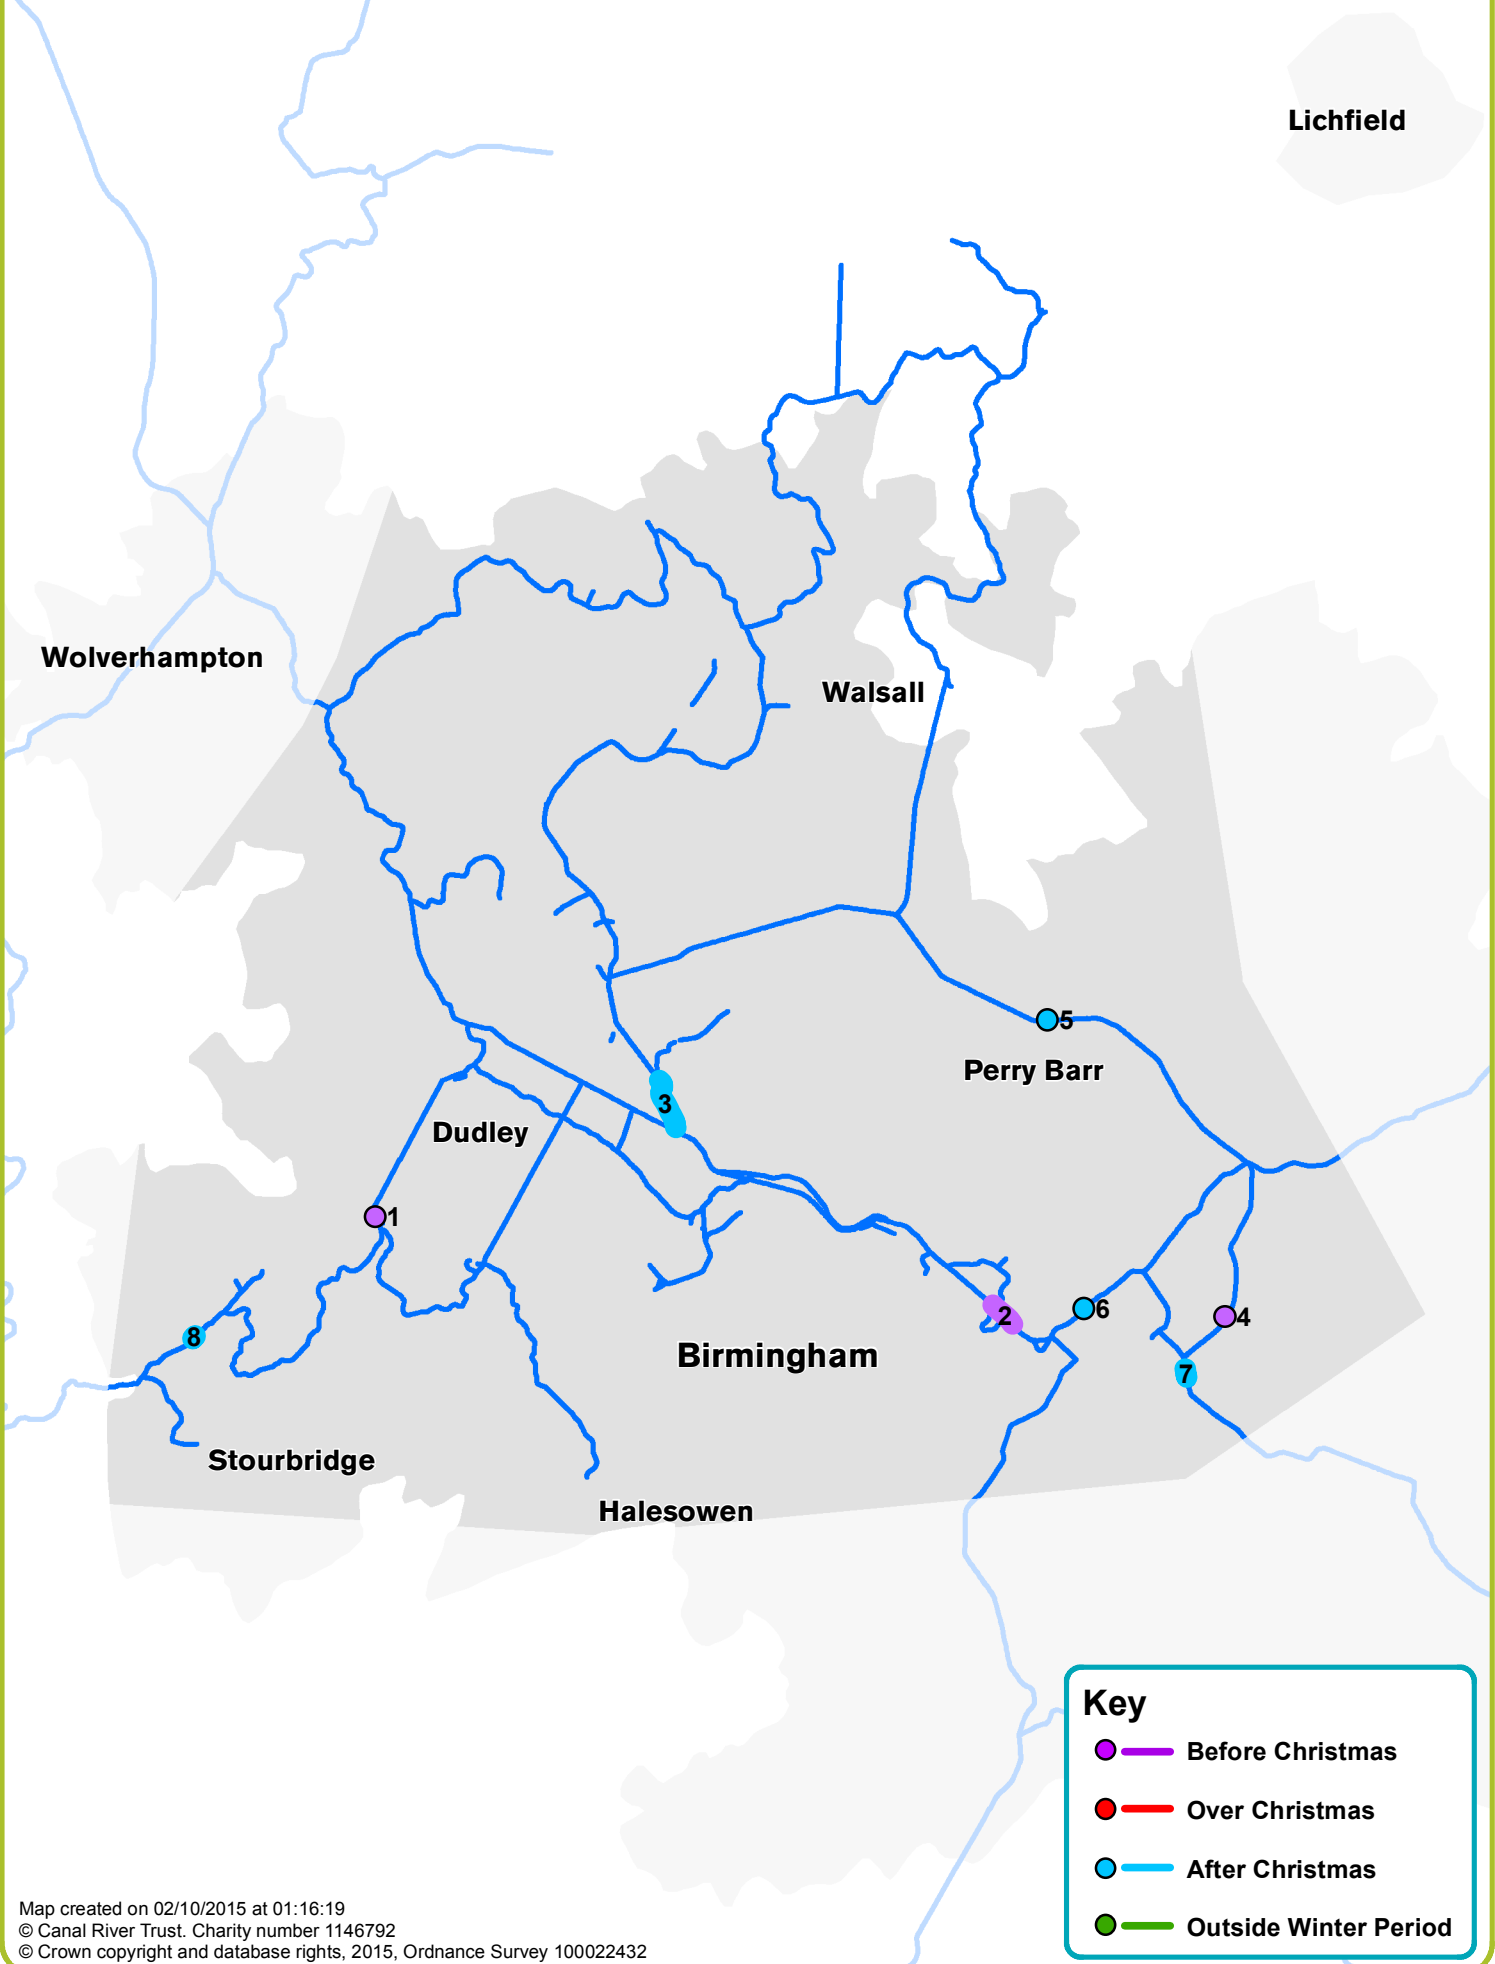 Lichfield
Wolverhampton
Walsall
5
Perry Barr
3
Dudley
1
2
6
4
8
Birmingham
7
Stourbridge
Halesowen
Key
Before Christmas
Over Christmas
After Christmas
Outside Winter Period
Map created on 02/10/2015 at 01:16:19
© Canal River Trust. Charity number 1146792
© Crown copyright and database rights, 2015, Ordnance Survey 100022432